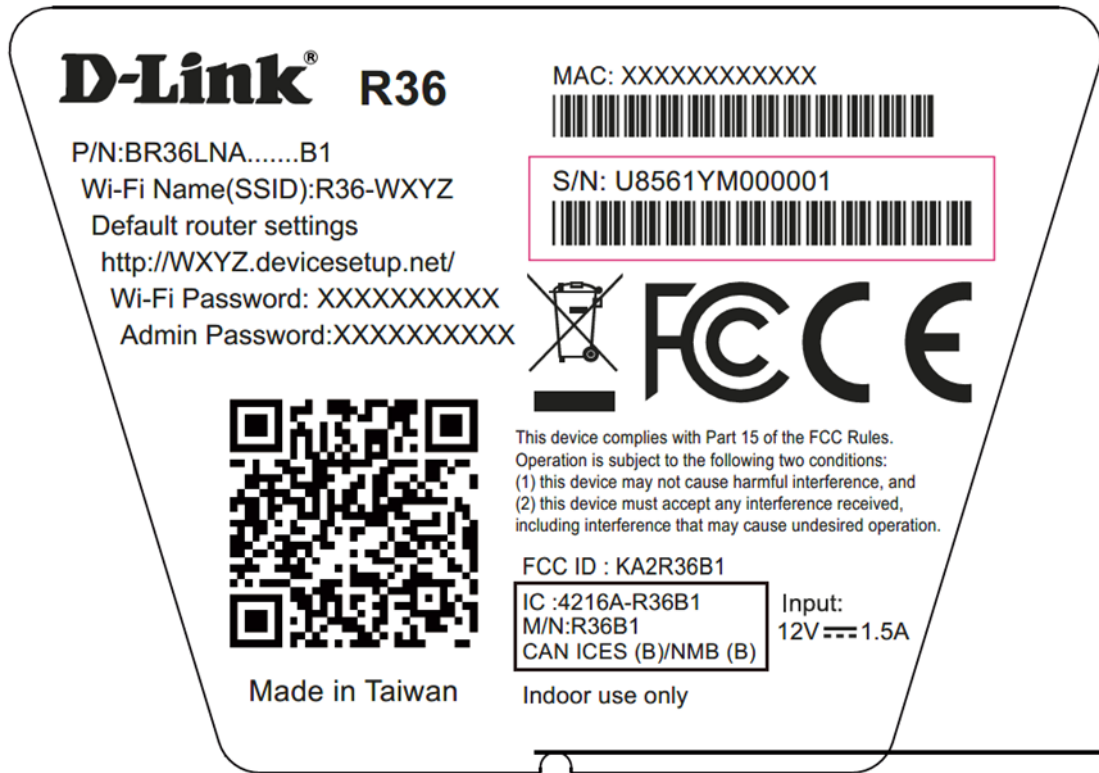 D-Link® R36
P/N:BR36LNA.......B1
Wi-Fi Name(SSID):R36-WXYZ
Default router settings
http://WXYZ.devicesetup.net/
Wi-Fi Password: XXXXXXXXXX
Admin Password:XXXXXXXXXX
Made in Taiwan
MAC: XXXXXXXXXXXX
S/N: U8561YM000001
FC CE
This device complies with Part 15 of the FCC Rules.
Operation is subject to the following two conditions:
(1) this device may not cause harmful interference, and
(2) this device must accept any interference received,
including interference that may cause undesired operation.
FCC ID : KA2R36B1
IC :4216A-R36B1
M/N:R36B1
CAN ICES (B)/NMB (B)
Input:
12V 1.5A
Indoor use only